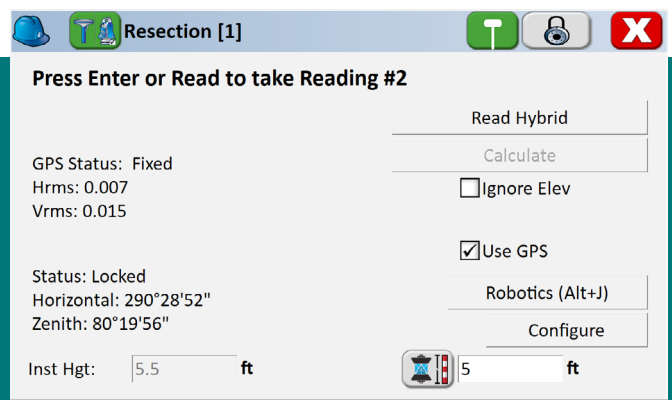 Resection [1]
Press Enter or Read to take Reading #2
Read Hybrid
Calculate
GPS Status: Fixed
Ignore Elev
Hrms: 0.007
Vrms: 0.015
Use GPS
Status: Locked
Robotics (Alt+J)
Horizontal: 290°28'52"
Zenith: 80°19'56"
Configure
Inst Hgt: 5.5 ft 5 ft